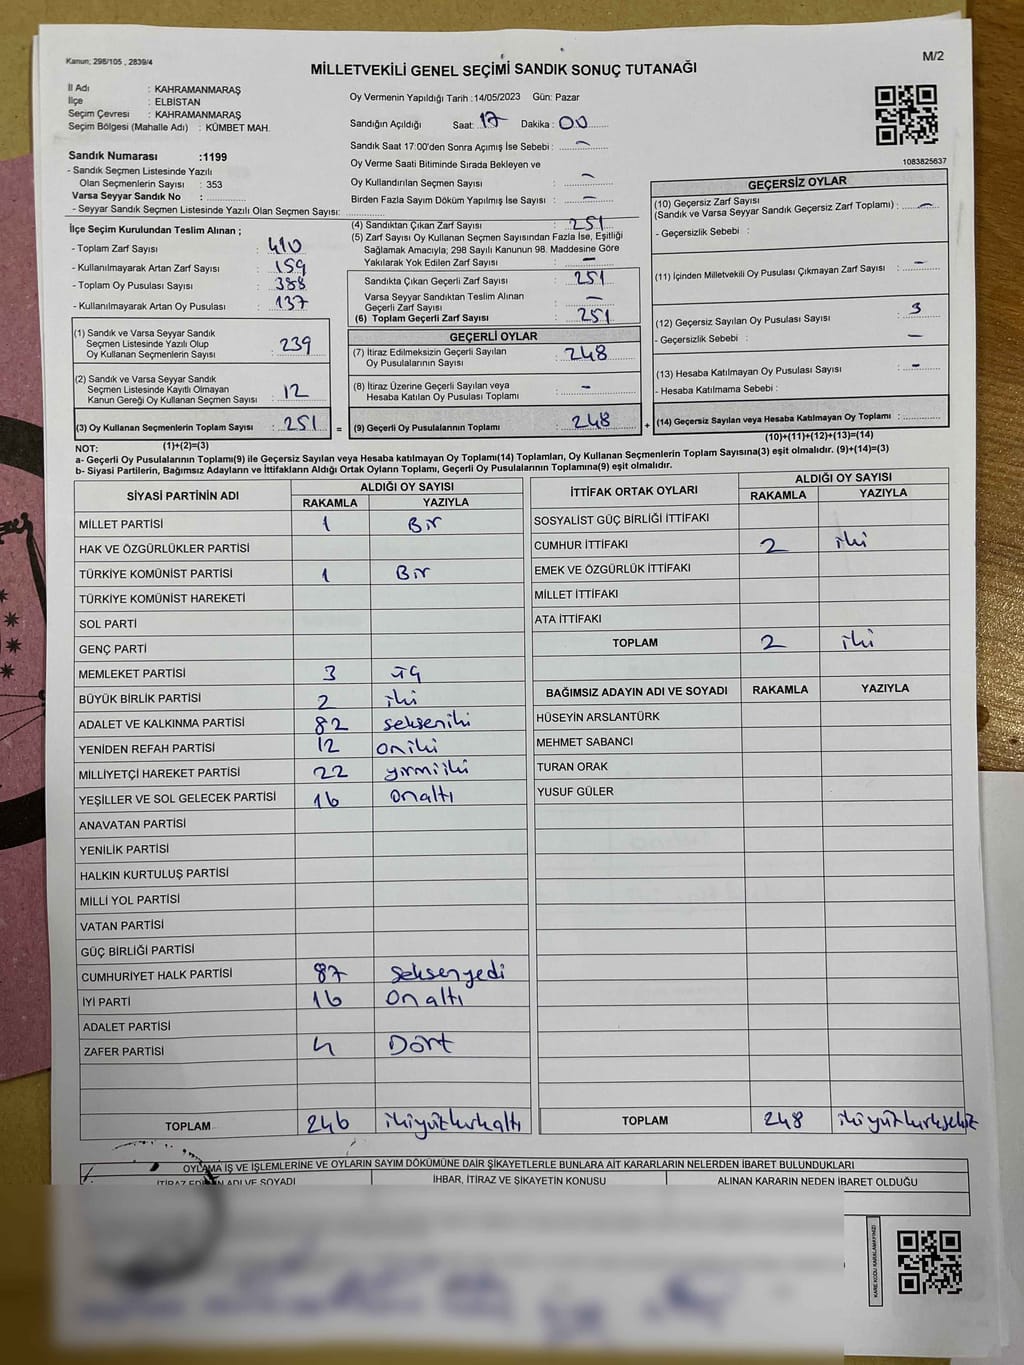 Kanun; 298/105 , 2839/4
M/2
MİLLETVEKİLİ GENEL SEÇİMİ SANDIK SONUÇ TUTANAĞI
İl Adı : KAHRAMANMARAŞ
İlçe : ELBİSTAN
Seçim Çevresi : KAHRAMANMARAŞ
Seçim Bölgesi (Mahalle Adı) : KÜMBET MAH.
Sandık Numarası :1199
- Sandık Seçmen Listesinde Yazılı
Olan Seçmenlerin Sayısı : 353
Varsa Seyyar Sandık No :
- Seyyar Sandık Seçmen Listesinde Yazılı Olan Seçmen Sayısı:
Oy Vermenin Yapıldığı Tarih :14/05/2023 Gün: Pazar
Sandığın Açıldığı Saat: 17 Dakika: 00
Sandık Saat 17:00'den Sonra Açımış İse Sebebi : -
Oy Verme Saati Bitiminde Sırada Bekleyen ve
Oy Kullandırılan Seçmen Sayısı : -
Birden Fazla Sayım Döküm Yapılmış İse Sayısı : -
1083825637
İlçe Seçim Kurulundan Teslim Alınan ;
- Toplam Zarf Sayısı : 410
- Kullanılmayarak Artan Zarf Sayısı : 159
- Toplam Oy Pusulası Sayısı : 388
- Kullanılmayarak Artan Oy Pusulası : 137
(1) Sandık ve Varsa Seyyar Sandık
Seçmen Listesinde Yazılı Olup
Oy Kullanan Seçmenlerin Sayısı : 239
(2) Sandık ve Varsa Seyyar Sandık
Seçmen Listesinde Kayıtlı Olmayan
Kanun Gereği Oy Kullanan Seçmen Sayısı : 12
(3) Oy Kullanan Seçmenlerin Toplam Sayısı : 251 =
(4) Sandıktan Çıkan Zarf Sayısı : 251
(5) Zarf Sayısı Oy Kullanan Seçmen Sayısından Fazla İse, Eşitliği
Sağlamak Amacıyla; 298 Sayılı Kanunun 98. Maddesine Göre
Yakılarak Yok Edilen Zarf Sayısı : -
Sandıkta Çıkan Geçerli Zarf Sayısı : 251
Varsa Seyyar Sandıktan Teslim Alınan
Geçerli Zarf Sayısı : -
(6) Toplam Geçerli Zarf Sayısı : 251
GEÇERLİ OYLAR
(7) İtiraz Edilmeksizin Geçerli Sayılan
Oy Pusulalarının Sayısı : 248
(8) İtiraz Üzerine Geçerli Sayılan veya
Hesaba Katılan Oy Pusulası Toplamı : -
(9) Geçerli Oy Pusulalarının Toplamı : 248 +
GEÇERSİZ OYLAR
(10) Geçersiz Zarf Sayısı
(Sandık ve Varsa Seyyar Sandık Geçersiz Zarf Toplamı) : -
- Geçersizlik Sebebi :
(11) İçinden Milletvekili Oy Pusulası Çıkmayan Zarf Sayısı : -
(12) Geçersiz Sayılan Oy Pusulası Sayısı : 3
- Geçersizlik Sebebi : -
(13) Hesaba Katılmayan Oy Pusulası Sayısı : -
- Hesaba Katılmama Sebebi :
(14) Geçersiz Sayılan veya Hesaba Katılmayan Oy Toplamı :
NOT: (1)+(2)=(3) (10)+(11)+(12)+(13)=(14)
a- Geçerli Oy Pusulalarının Toplamı(9) ile Geçersiz Sayılan veya Hesaba katılmayan Oy Toplamı(14) Toplamları, Oy Kullanan Seçmenlerin Toplam Sayısına(3) eşit olmalıdır. (9)+(14)=(3)
b- Siyasi Partilerin, Bağımsız Adayların ve İttifakların Aldığı Ortak Oyların Toplamı, Geçerli Oy Pusulalarının Toplamına(9) eşit olmalıdır.
SİYASİ PARTİNİN ADI ALDIĞI OY SAYISI
RAKAMLA YAZIYLA
MİLLET PARTİSİ 1 Bir
HAK VE ÖZGÜRLÜKLER PARTİSİ
TÜRKİYE KOMÜNİST PARTİSİ 1 Bir
TÜRKİYE KOMÜNİST HAREKETİ
SOL PARTİ
GENÇ PARTİ
MEMLEKET PARTİSİ 3 üç
BÜYÜK BİRLİK PARTİSİ 2 iki
ADALET VE KALKINMA PARTİSİ 82 sekseniki
YENİDEN REFAH PARTİSİ 12 oniki
MİLLİYETÇİ HAREKET PARTİSİ 22 yirmiiki
YEŞİLLER VE SOL GELECEK PARTİSİ 16 onaltı
ANAVATAN PARTİSİ
YENİLİK PARTİSİ
HALKIN KURTULUŞ PARTİSİ
MİLLİ YOL PARTİSİ
VATAN PARTİSİ
GÜÇ BİRLİĞİ PARTİSİ
CUMHURİYET HALK PARTİSİ 87 Seksenyedi
İYİ PARTİ 16 Onaltı
ADALET PARTİSİ
ZAFER PARTİSİ 4 Dört
TOPLAM 246 ikiyüzkırkaltı
İTTİFAK ORTAK OYLARI ALDIĞI OY SAYISI
RAKAMLA YAZIYLA
SOSYALİST GÜÇ BİRLİĞİ İTTİFAKI
CUMHUR İTTİFAKI 2 iki
EMEK VE ÖZGÜRLÜK İTTİFAKI
MİLLET İTTİFAKI
ATA İTTİFAKI
TOPLAM 2 iki
BAĞIMSIZ ADAYIN ADI VE SOYADI RAKAMLA YAZIYLA
HÜSEYİN ARSLANTÜRK
MEHMET SABANCI
TURAN ORAK
YUSUF GÜLER
TOPLAM 248 ikiyüzkırksekiz
OYLAMA İŞ VE İŞLEMLERİNE VE OYLARIN SAYIM DÖKÜMÜNE DAİR ŞİKAYETLERLE BUNLARA AİT KARARLARIN NELERDEN İBARET BULUNDUKLARI
İTİRAZ EDENİN ADI VE SOYADI İHBAR, İTİRAZ VE ŞİKAYETİN KONUSU ALINAN KARARIN NEDEN İBARET OLDUĞU
KARE KODU KARALAMAYINIZ!